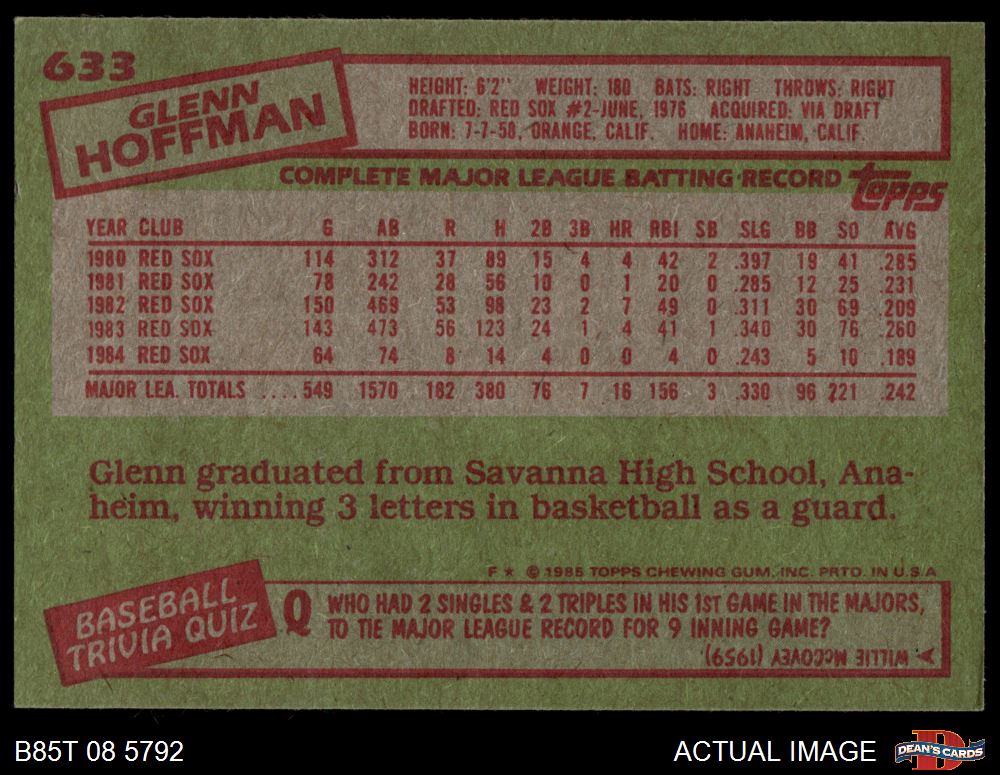 633
GLENN
HOFFMAN
HEIGHT: 6'2" WEIGHT: 180 BATS: RIGHT THROWS: RIGHT
DRAFTED: RED SOX #2-JUNE, 1976 ACQUIRED: VIA DRAFT
BORN: 7-7-58, ORANGE, CALIF. HOME: ANAHEIM, CALIF.
COMPLETE MAJOR LEAGUE BATTING RECORD
topps
YEAR CLUB G AB R H 2B 3B HR RBI SB SLG BB SO AVG
1980 RED SOX 114 312 37 89 15 4 4 42 2 .397 19 41 .285
1981 RED SOX 78 242 28 56 10 0 1 20 0 .285 12 25 .231
1982 RED SOX 150 469 53 98 23 2 7 49 0 .311 30 69 .209
1983 RED SOX 143 473 56 123 24 1 4 41 1 .340 30 76 .260
1984 RED SOX 64 74 8 14 4 0 0 4 0 .243 5 10 .189
MAJOR LEA. TOTALS ....549 1570 182 380 76 7 16 156 3 .330 96 221 .242
Glenn graduated from Savanna High School, Ana-
heim, winning 3 letters in basketball as a guard.
F * © 1985 TOPPS CHEWING GUM, INC. PRTD. IN U.S.A
BASEBALL
TRIVIA QUIZ
Q WHO HAD 2 SINGLES & 2 TRIPLES IN HIS 1ST GAME IN THE MAJORS,
TO TIE MAJOR LEAGUE RECORD FOR 9 INNING GAME?
WILLIE McCOVEY (1959)
B85T 08 5792
ACTUAL IMAGE
D
DEAN'S CARDS